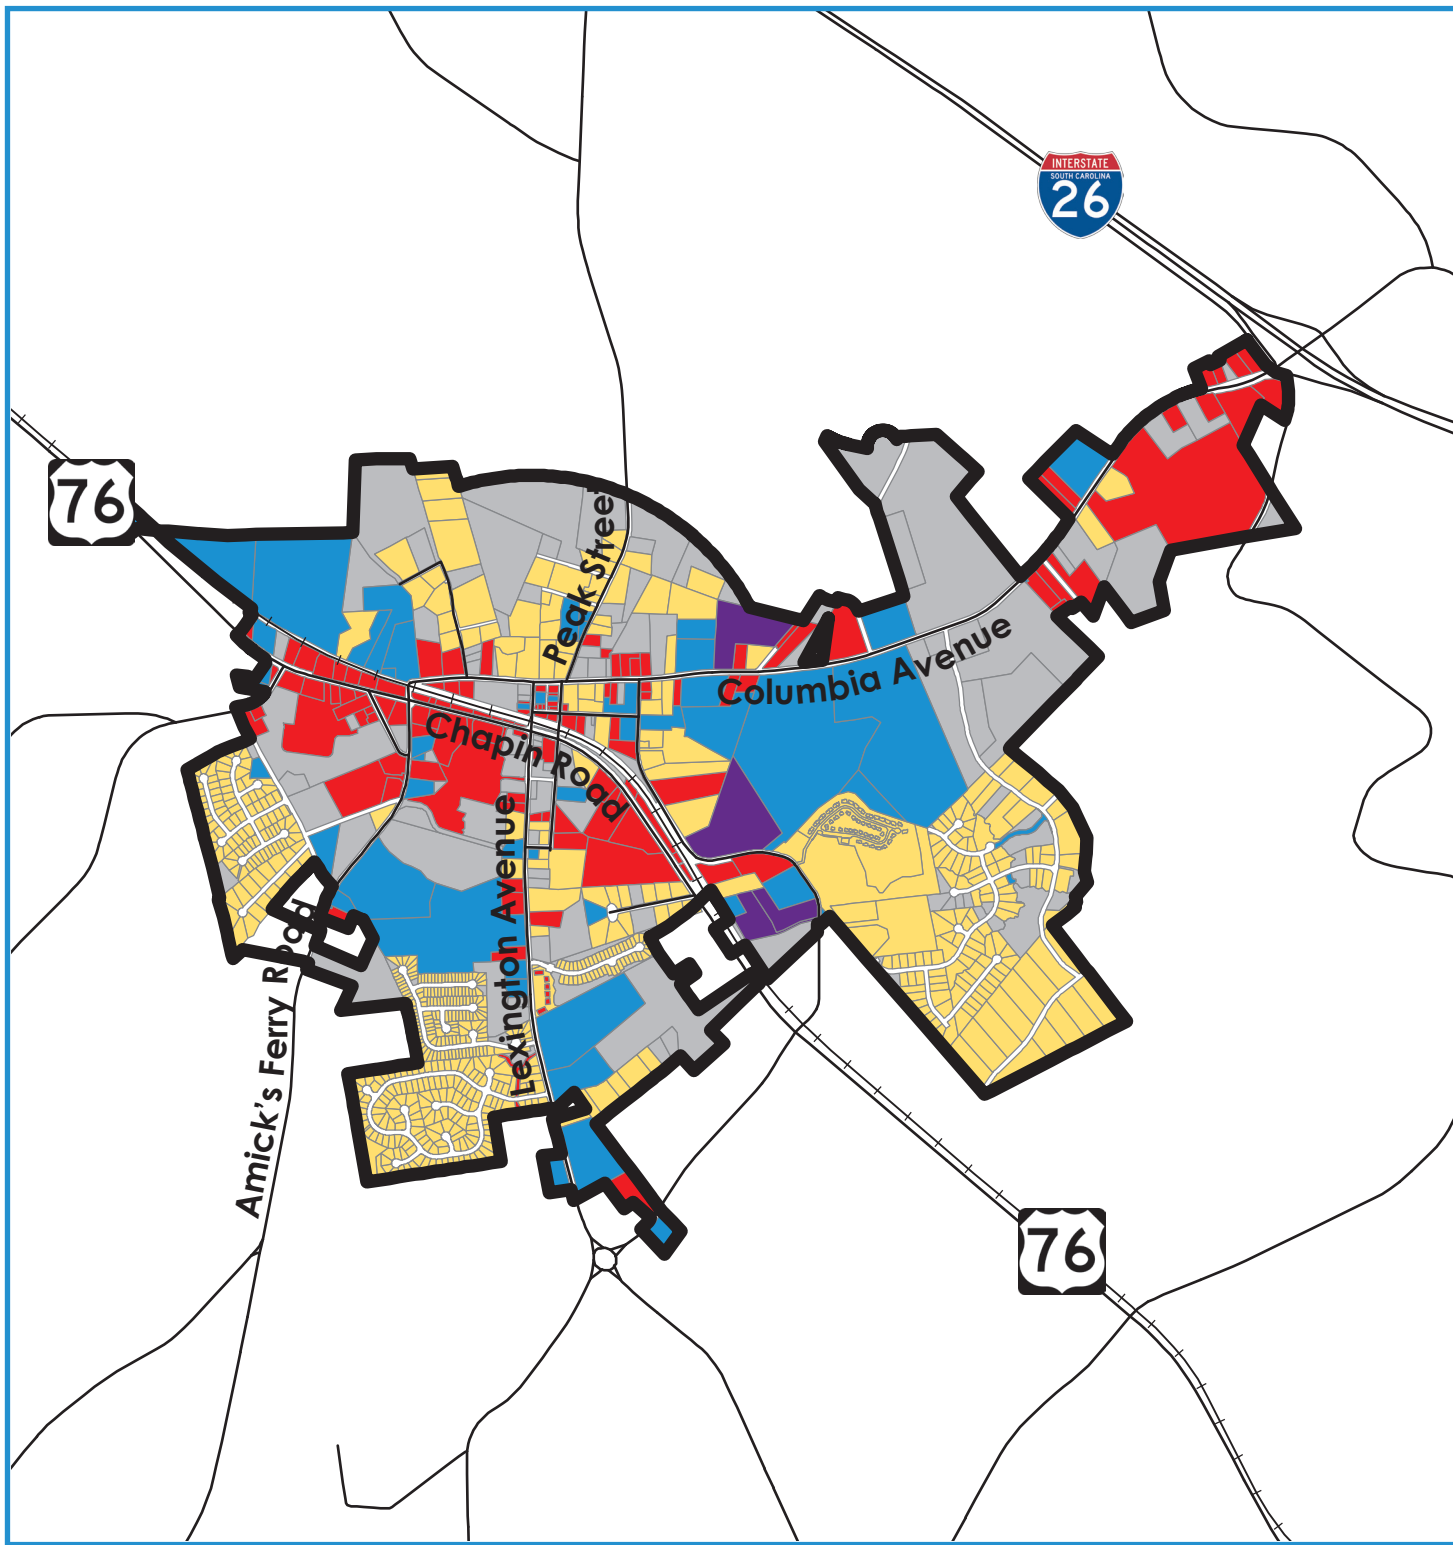 INTERSTATE
SOUTH CAROLINA
26
76
Peak Street
Columbia Avenue
Chapin Road
Lexington Avenue
Amick's Ferry Road
76